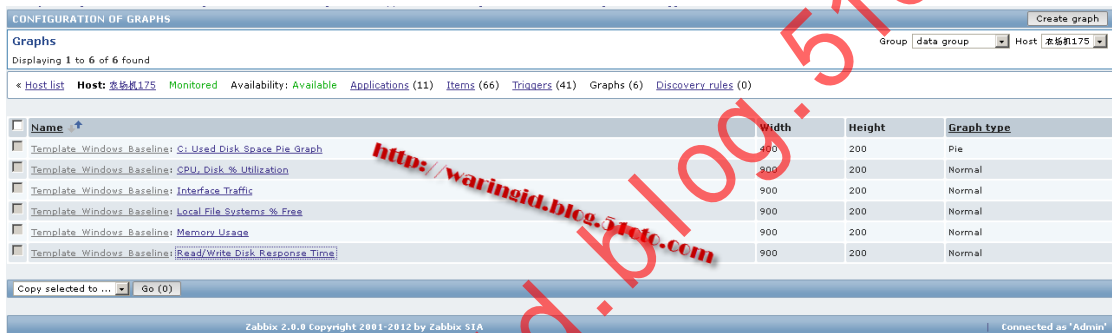 CONFIGURATION OF GRAPHS Create graph
Graphs Group data group Host 农场机175
Displaying 1 to 6 of 6 found
« Host list Host: 农场机175 Monitored Availability: Available Applications (11) Items (66) Triggers (41) Graphs (6) Discovery rules (0)
Name Width Height Graph type
Template Windows Baseline: C: Used Disk Space Pie Graph 400 200 Pie
Template Windows Baseline: CPU, Disk % Utilization 900 200 Normal
Template Windows Baseline: Interface Traffic 900 200 Normal
Template Windows Baseline: Local File Systems % Free 900 200 Normal
Template Windows Baseline: Memory Usage 900 200 Normal
Template Windows Baseline: Read/Write Disk Response Time 900 200 Normal
http://waringid.blog.51cto.com
Copy selected to ... Go (0)
Zabbix 2.0.0 Copyright 2001-2012 by Zabbix SIA | Connected as 'Admin'
d.blog.51